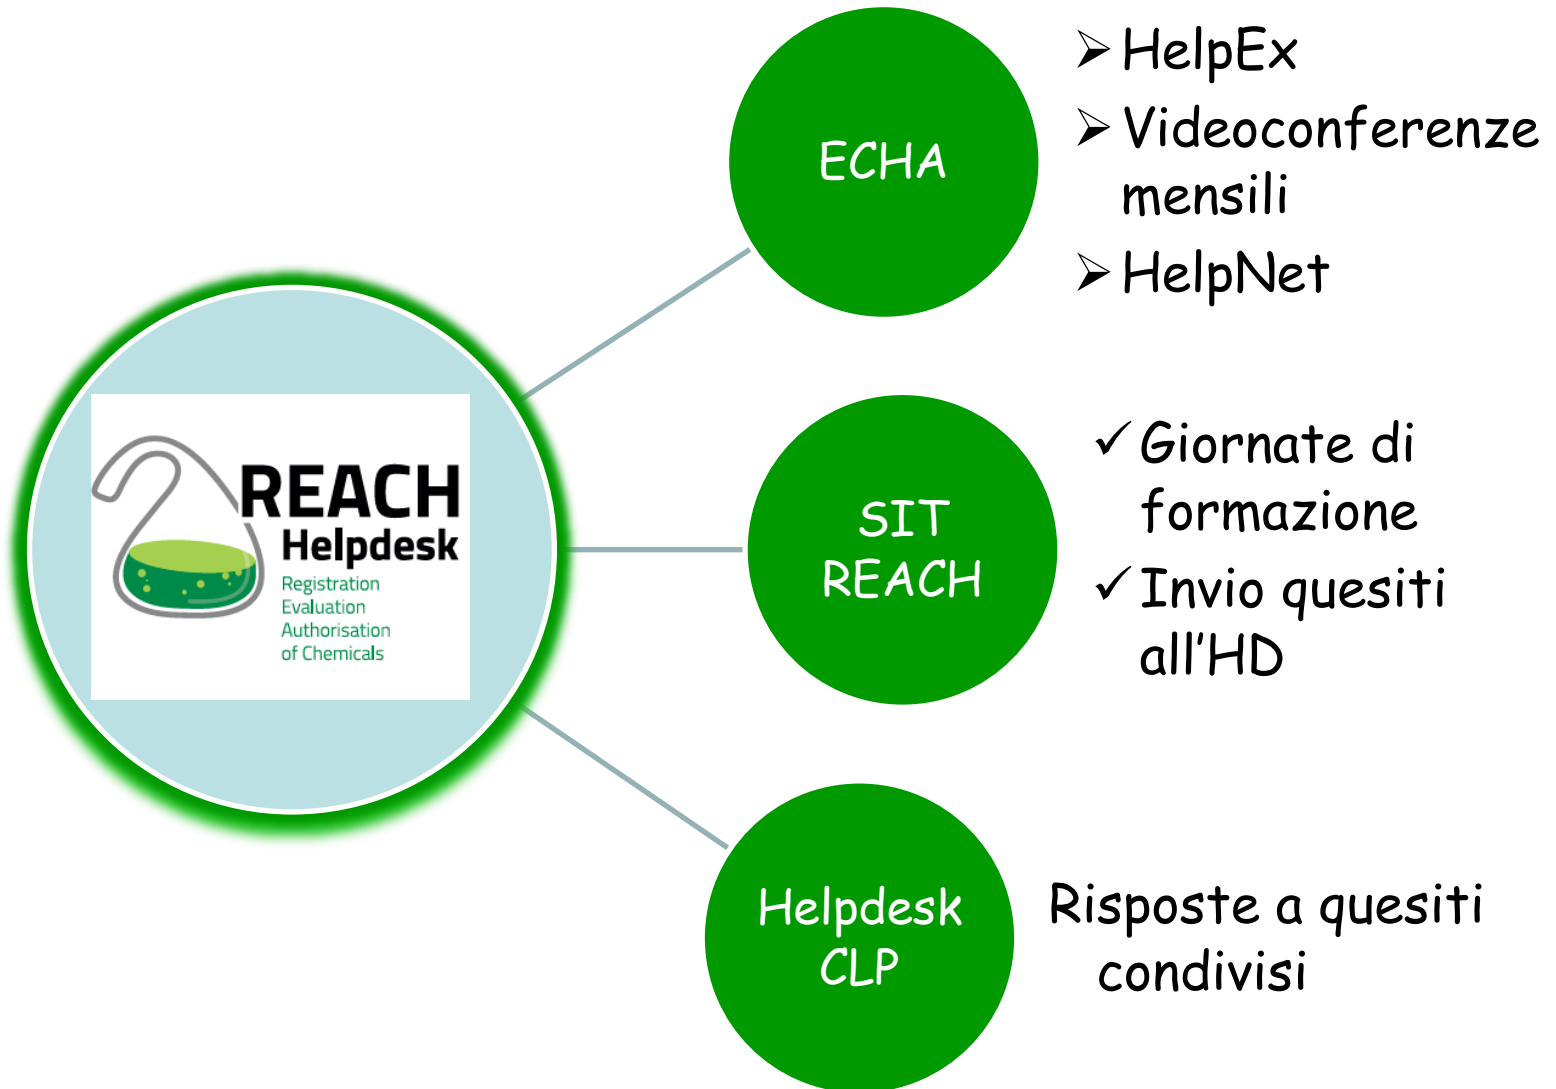 REACH
Helpdesk
Registration
Evaluation
Authorisation
of Chemicals
ECHA
➢ HelpEx
➢ Videoconferenze
mensili
➢ HelpNet
SIT
REACH
✓ Giornate di
formazione
✓ Invio quesiti
all'HD
Helpdesk
CLP
Risposte a quesiti
condivisi